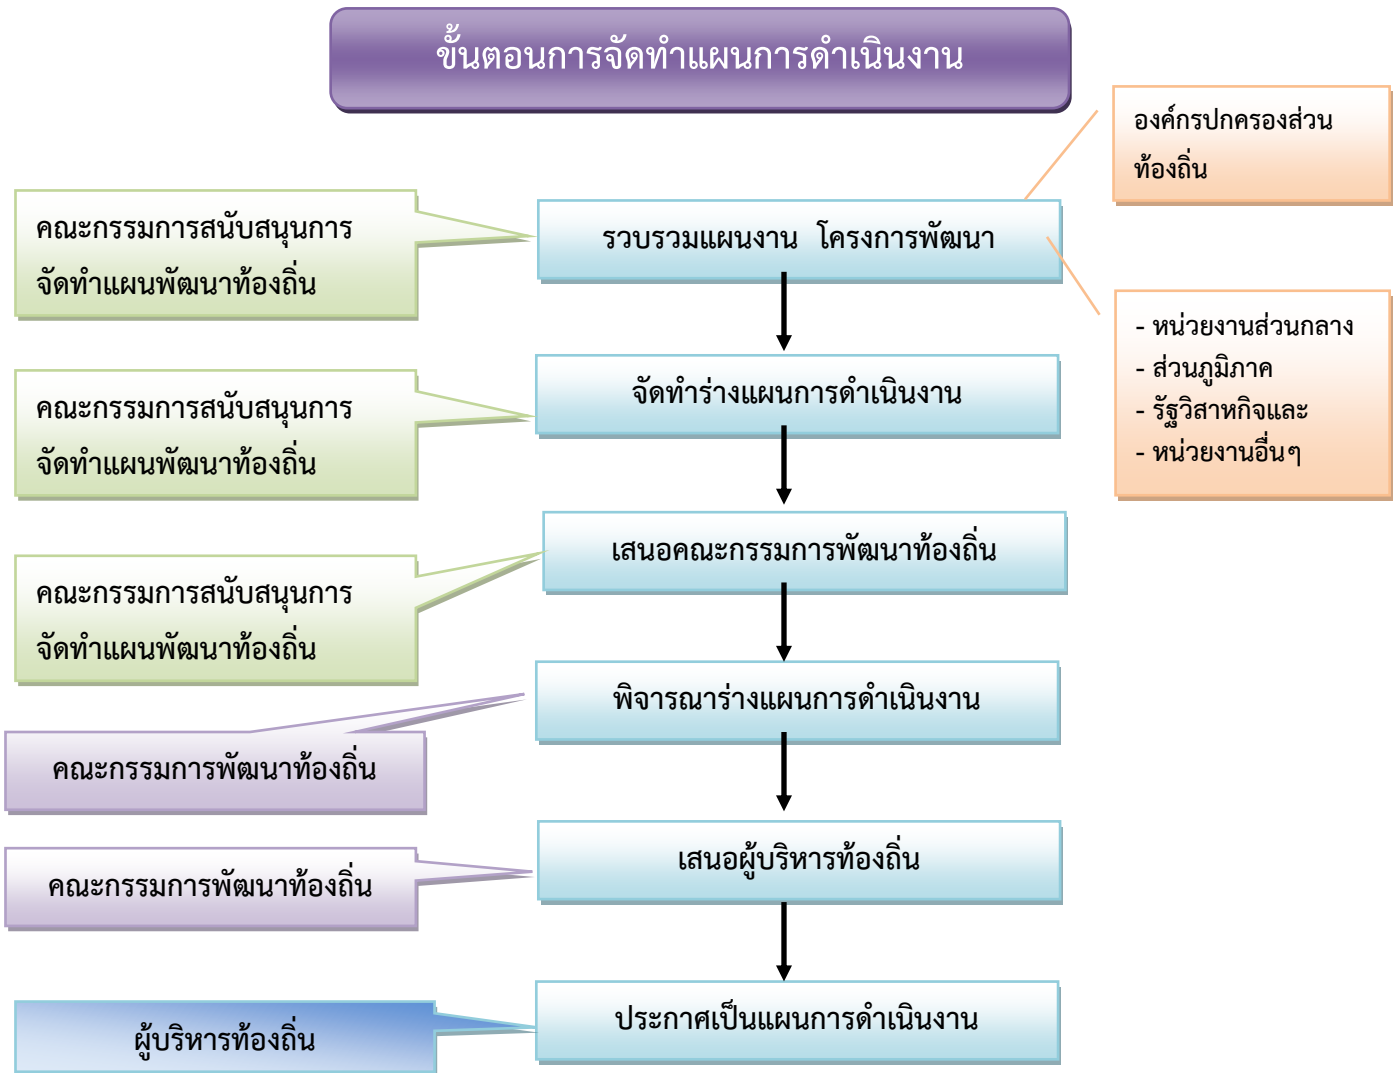 ขั้นตอนการจัดทำแผนการดำเนินงาน
องค์กรปกครองส่วน
ท้องถิ่น
คณะกรรมการสนับสนุนการ
จัดทำแผนพัฒนาท้องถิ่น
รวบรวมแผนงาน โครงการพัฒนา
- หน่วยงานส่วนกลาง
- ส่วนภูมิภาค
- รัฐวิสาหกิจและ
- หน่วยงานอื่นๆ
คณะกรรมการสนับสนุนการ
จัดทำแผนพัฒนาท้องถิ่น
จัดทำร่างแผนการดำเนินงาน
คณะกรรมการสนับสนุนการ
จัดทำแผนพัฒนาท้องถิ่น
เสนอคณะกรรมการพัฒนาท้องถิ่น
พิจารณาร่างแผนการดำเนินงาน
คณะกรรมการพัฒนาท้องถิ่น
เสนอผู้บริหารท้องถิ่น
คณะกรรมการพัฒนาท้องถิ่น
ประกาศเป็นแผนการดำเนินงาน
ผู้บริหารท้องถิ่น